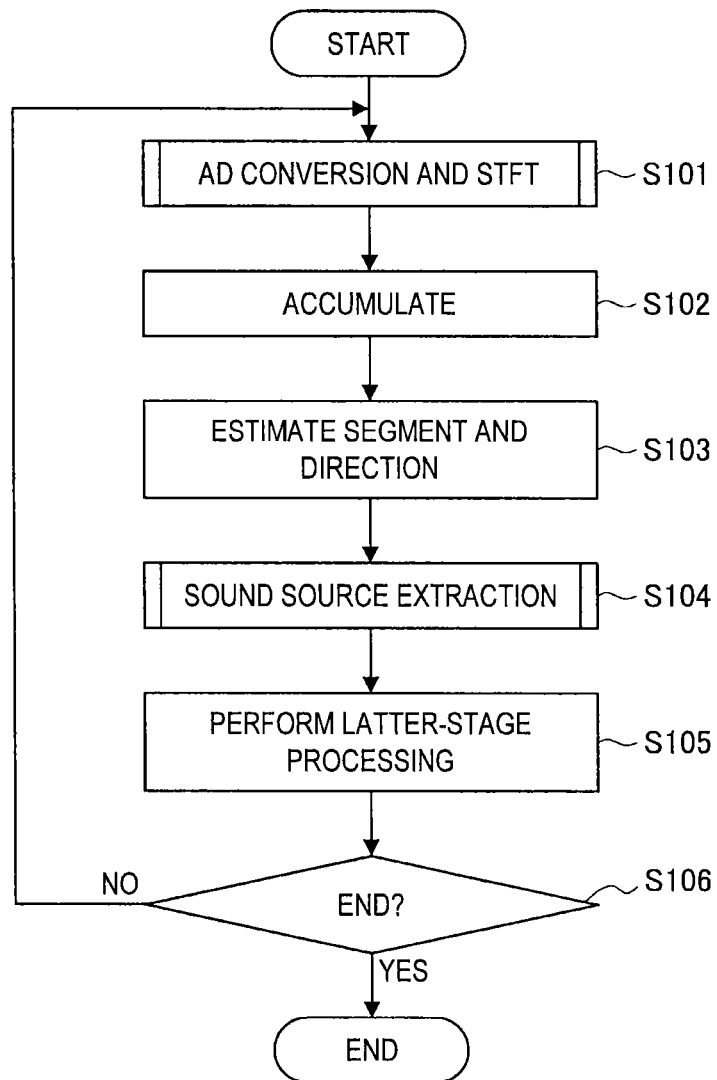 START
AD CONVERSION AND STFT
S101
ACCUMULATE
S102
ESTIMATE SEGMENT AND
DIRECTION
S103
SOUND SOURCE EXTRACTION
S104
PERFORM LATTER-STAGE
PROCESSING
S105
NO
END?
S106
YES
END